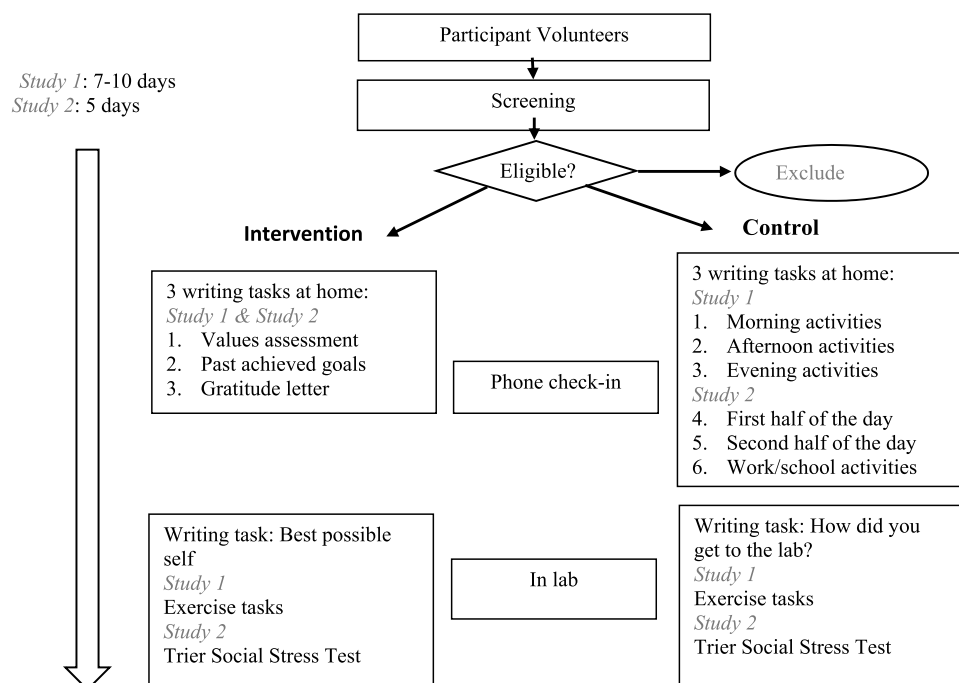 Participant Volunteers
Study 1: 7-10 days
Study 2: 5 days
Screening
Eligible?
Exclude
Intervention
Control
3 writing tasks at home:
Study 1 & Study 2
1. Values assessment
2. Past achieved goals
3. Gratitude letter
Phone check-in
3 writing tasks at home:
Study 1
1. Morning activities
2. Afternoon activities
3. Evening activities
Study 2
4. First half of the day
5. Second half of the day
6. Work/school activities
Writing task: Best possible
self
Study 1
Exercise tasks
Study 2
Trier Social Stress Test
In lab
Writing task: How did you
get to the lab?
Study 1
Exercise tasks
Study 2
Trier Social Stress Test